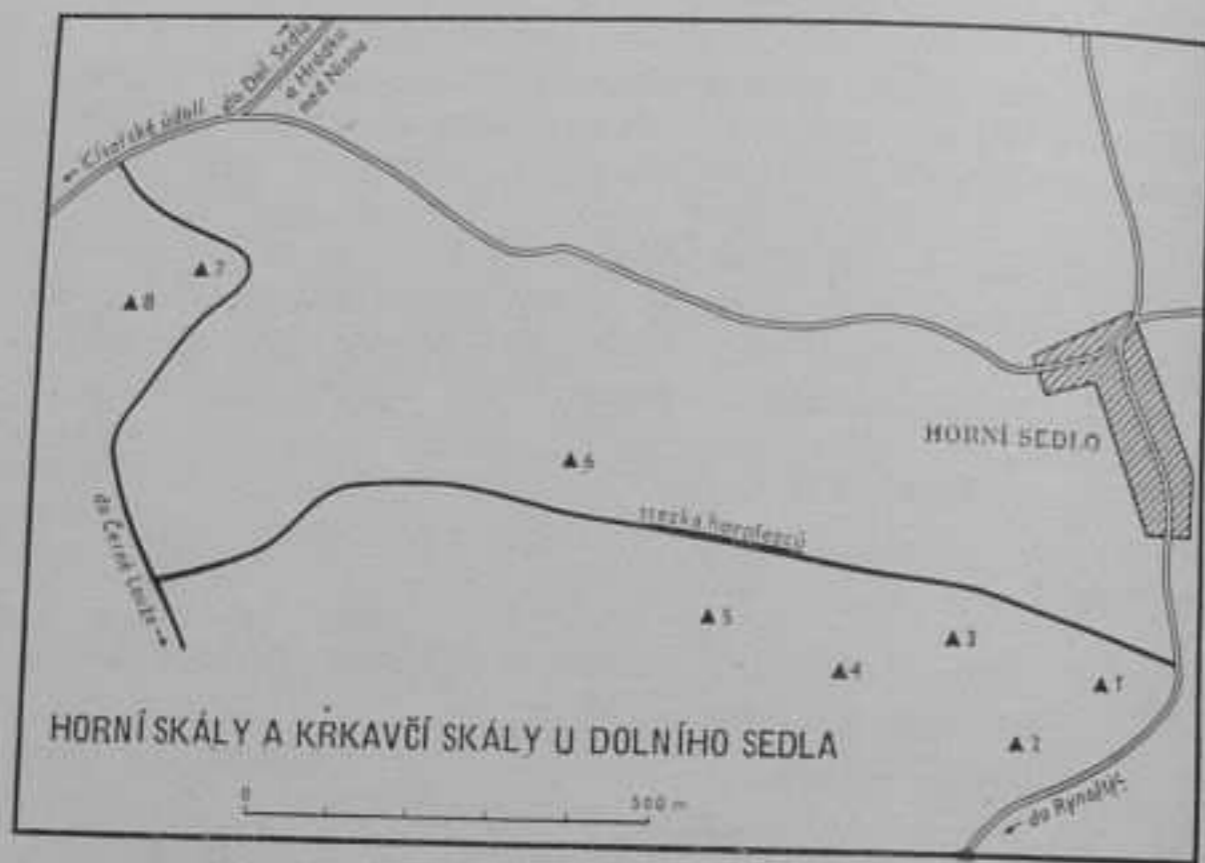 do Dol. Sedla
a Hrádku
nad Nisou
← Kitařské údolí
7
8
6
HORNÍ SEDLO
stezka horolezců
do Černé Louže →
5
3
4
1
2
HORNÍ SKÁLY A KRKAVČÍ SKÁLY U DOLNÍHO SEDLA
0
500 m
← do Rynoltic